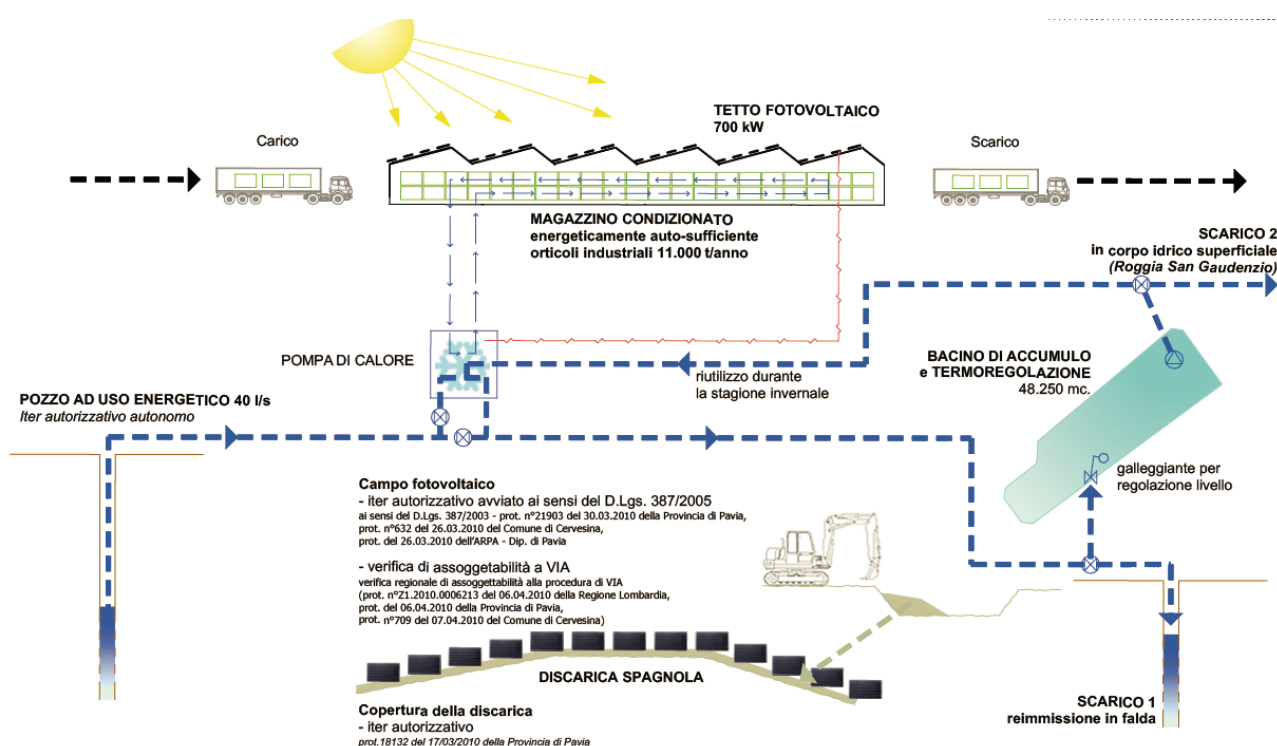 TETTO FOTOVOLTAICO
700 kW
Carico
Scarico
MAGAZZINO CONDIZIONATO
energeticamente auto-sufficiente
orticoli industriali 11.000 t/anno
SCARICO 2
in corpo idrico superficiale
(Roggia San Gaudenzio)
POMPA DI CALORE
riutilizzo durante
la stagione invernale
BACINO DI ACCUMULO
e TERMOREGOLAZIONE
48.250 mc.
POZZO AD USO ENERGETICO 40 l/s
Iter autorizzativo autonomo
galleggiante per
regolazione livello
Campo fotovoltaico
- iter autorizzativo avviato ai sensi del D.Lgs. 387/2005
ai sensi del D.Lgs. 387/2003 - prot. n°21903 del 30.03.2010 della Provincia di Pavia,
prot. n°632 del 26.03.2010 del Comune di Cervesina,
prot. del 26.03.2010 dell'ARPA - Dip. di Pavia
- verifica di assoggetabilità a VIA
verifica regionale di assoggettabilità alla procedura di VIA
(prot. n°Z1.2010.0006213 del 06.04.2010 della Regione Lombardia,
prot. del 06.04.2010 della Provincia di Pavia,
prot. n°709 del 07.04.2010 del Comune di Cervesina)
DISCARICA SPAGNOLA
SCARICO 1
reimmissione in falda
Copertura della discarica
- iter autorizzativo
prot.18132 del 17/03/2010 della Provincia di Pavia